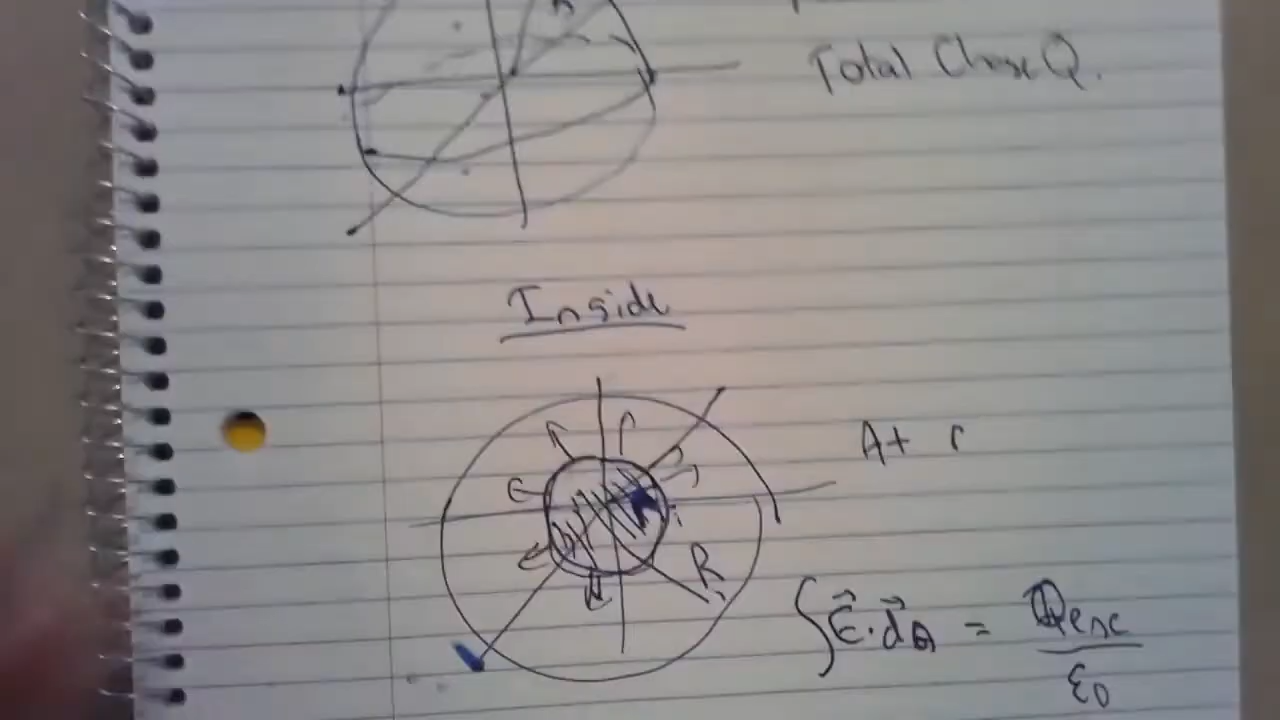 R
Total Charge Q.
Inside
r
At r
R
∫E⃗·dA⃗ = Qenc
ε0